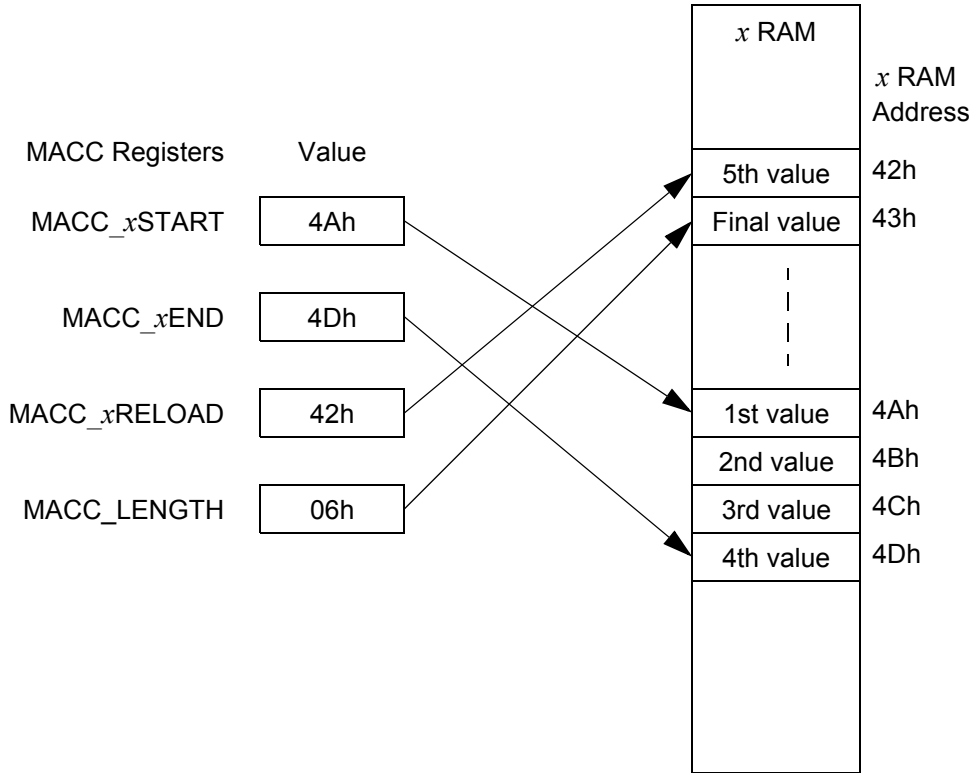 x RAM
x RAM
Address
MACC Registers Value
5th value 42h
MACC_xSTART 4Ah
Final value 43h
MACC_xEND 4Dh
MACC_xRELOAD 42h
1st value 4Ah
2nd value 4Bh
MACC_LENGTH 06h
3rd value 4Ch
4th value 4Dh